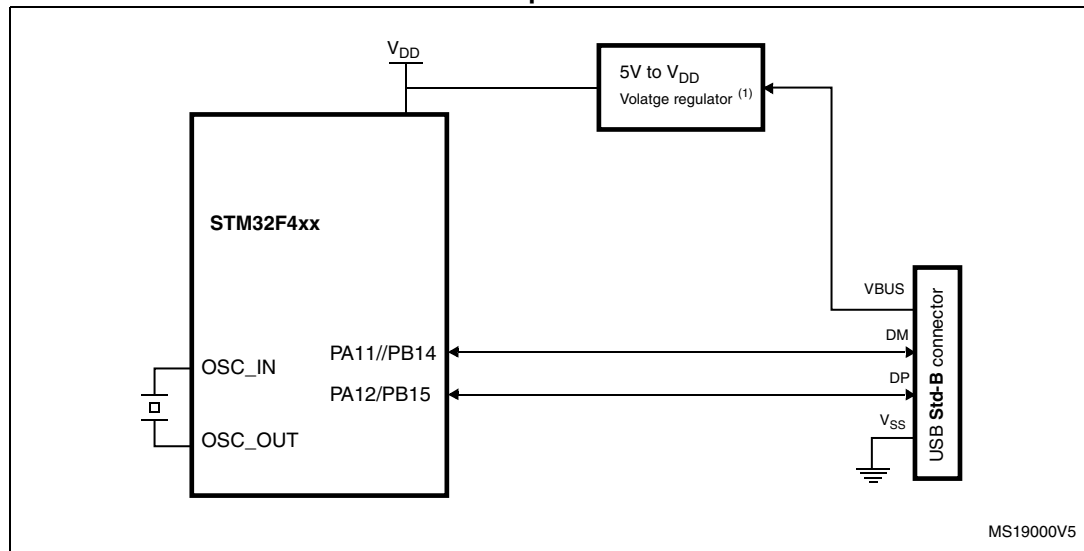 VDD
5V to VDD
Volatge regulator (1)
STM32F4xx
VBUS
DM
PA11//PB14
OSC_IN
DP
PA12/PB15
VSS
OSC_OUT
USB Std-B connector
MS19000V5